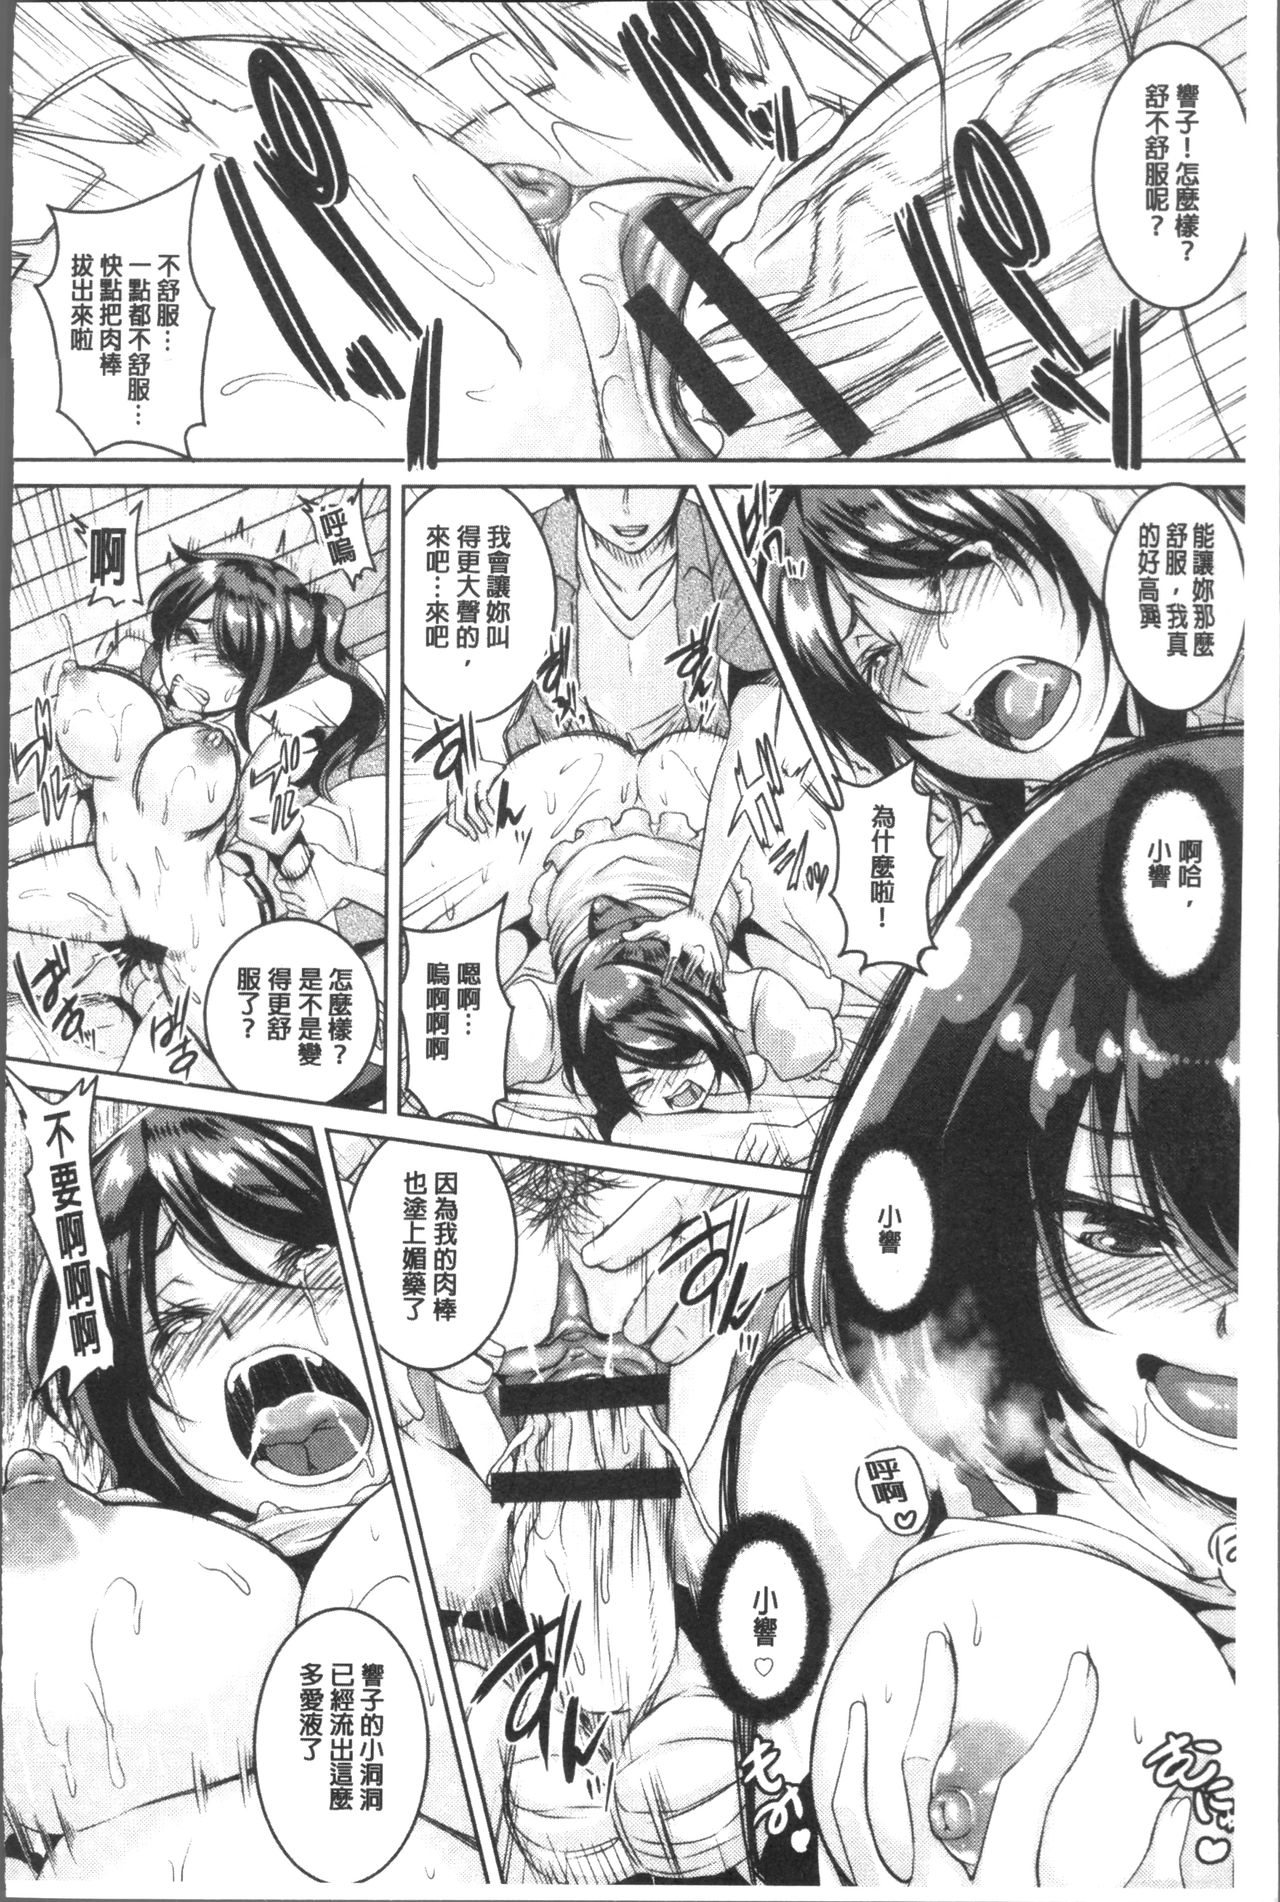 響子！怎麼樣？
舒不舒服呢？
不舒服…
一點都不舒服…
快點把肉棒
拔出來啦
能讓妳那麼
舒服，我真
的好高興
為什麼啦！
啊哈，
小響
小響
呼啊♡
小響♡
我會讓妳叫
得更大聲的，
來吧…來吧
嗯啊…
嗚啊啊啊
呼嗚
啊
怎麼樣？
是不是變
得更舒
服了？
因為我的肉棒
也塗上媚藥了
不要啊啊啊
響子的小洞洞
已經流出這麼
多愛液了